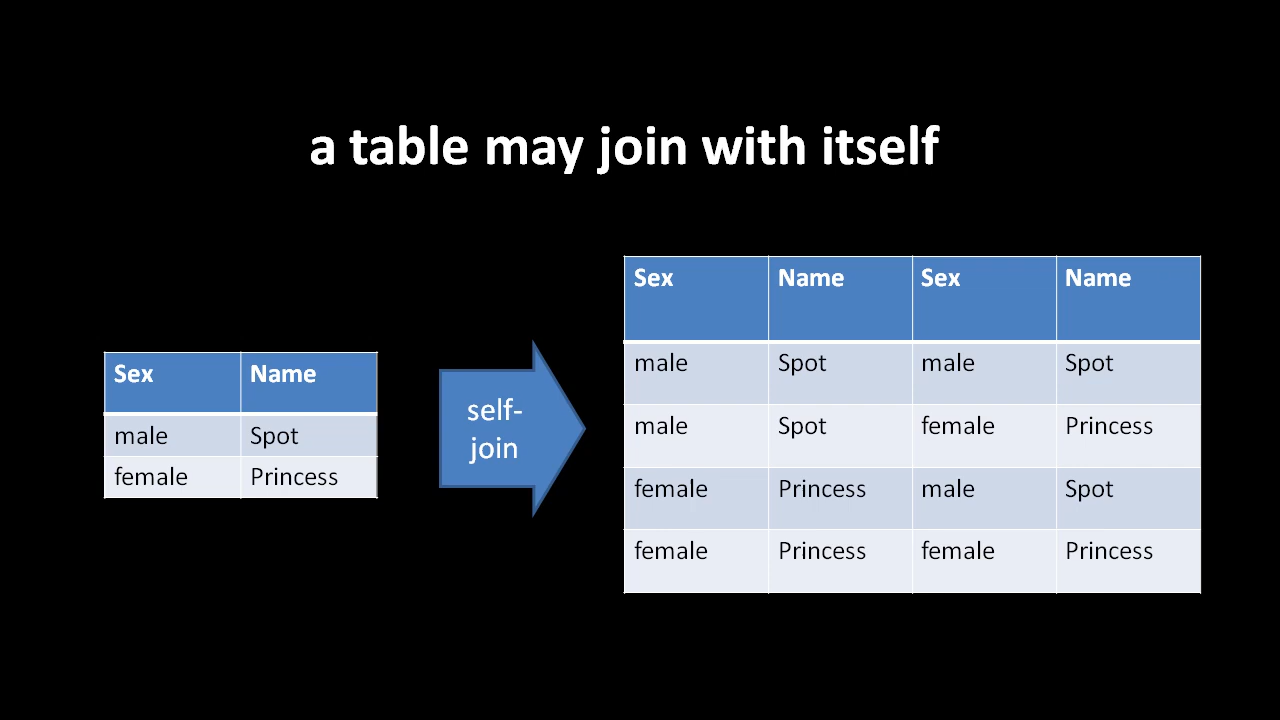 a table may join with itself
Sex Name
male Spot
female Princess
self-
join
Sex Name Sex Name
male Spot male Spot
male Spot female Princess
female Princess male Spot
female Princess female Princess